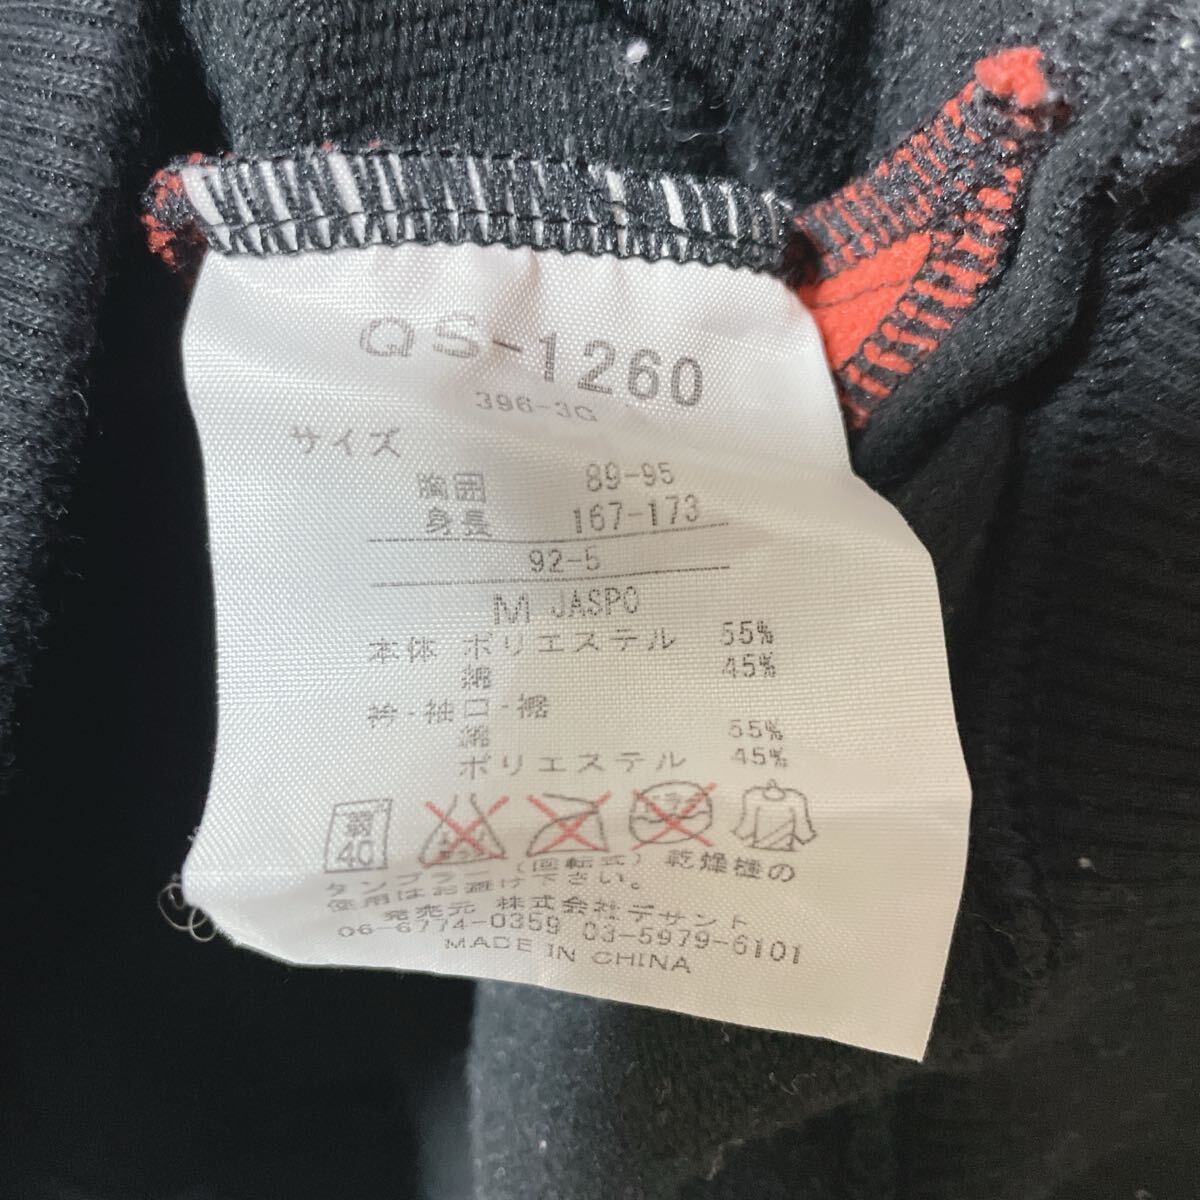 QS-1260
396-3G
サイズ
胸囲 89-95
身長 167-173
92-5
M JASPO
本体 ポリエステル 55%
綿 45%
衿・袖口・裾
綿 55%
ポリエステル 45%
弱 40
タンブラー(回転式)乾燥機の
使用はお避け下さい。
発売元 株式会社デサント
06-6774-0359 03-5979-6101
MADE IN CHINA